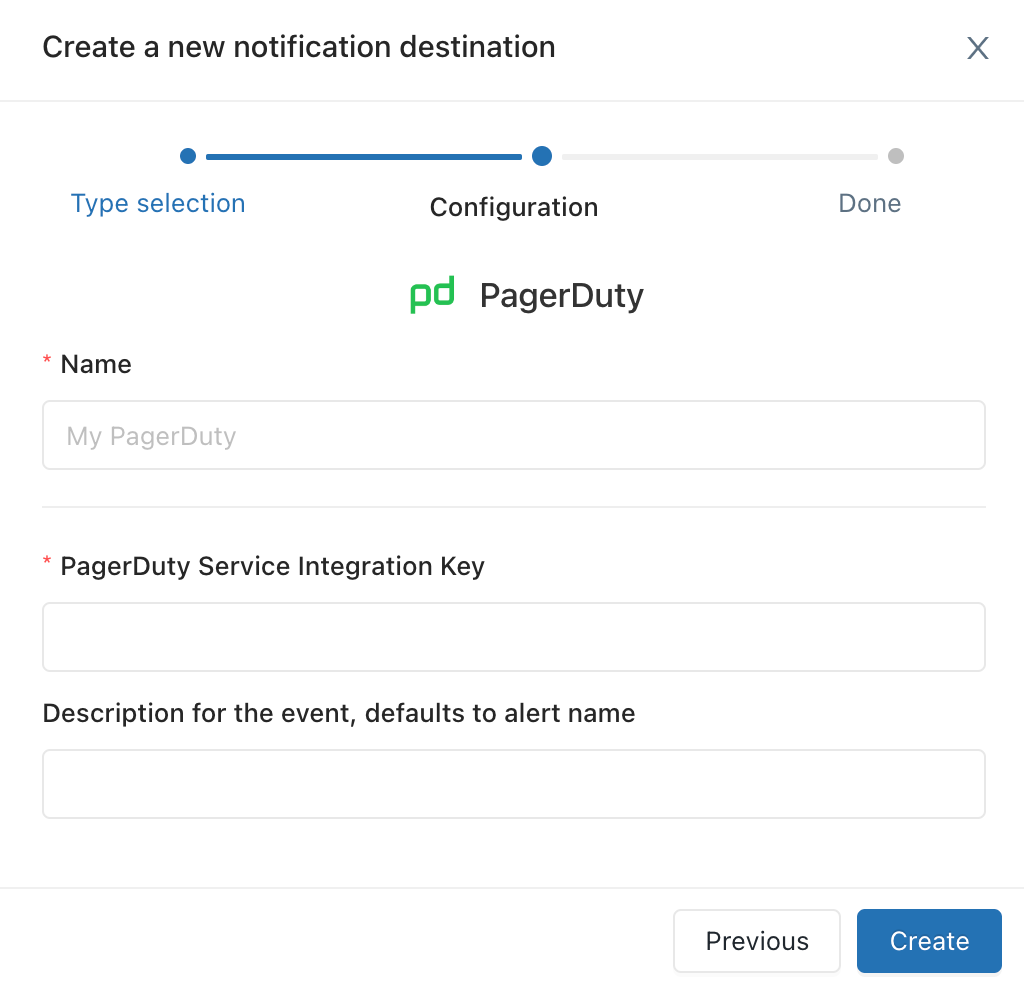 Create a new notification destination
Type selection
Configuration
Done
pd PagerDuty
* Name
My PagerDuty
* PagerDuty Service Integration Key
Description for the event, defaults to alert name
Previous
Create